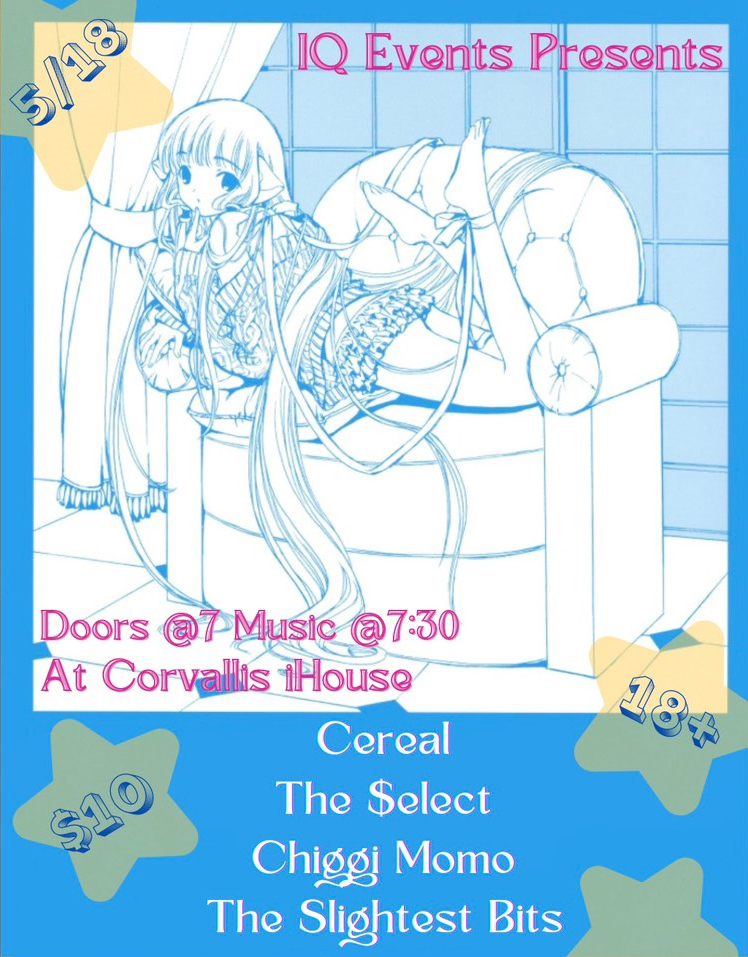 5/18
IQ Events Presents
Doors @7 Music @7:30
At Corvallis iHouse
18+
$10
Cereal
The $elect
Chiggi Momo
The Slightest Bits